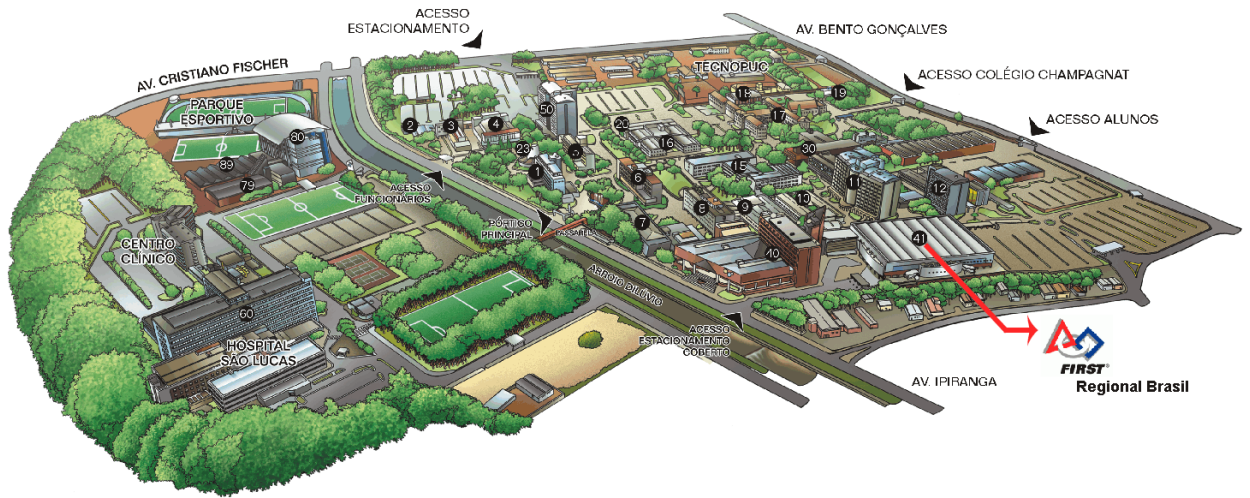 ACESSO
ESTACIONAMENTO
AV. BENTO GONÇALVES
AV. CRISTIANO FISCHER
TECNOPUC
ACESSO COLÉGIO CHAMPAGNAT
ACESSO ALUNOS
PARQUE
ESPORTIVO
18
19
17
50
2
3
4
20
16
80
23
5
30
89
79
1
6
15
11
12
ACESSO
FUNCIONÁRIOS
8
9
10
PÓRTICO
PRINCIPAL
PASSARELA
7
41
CENTRO
CLÍNICO
40
ARROIO DILÚVIO
60
HOSPITAL
SÃO LUCAS
ACESSO
ESTACIONAMENTO
COBERTO
AV. IPIRANGA
FIRST®
Regional Brasil